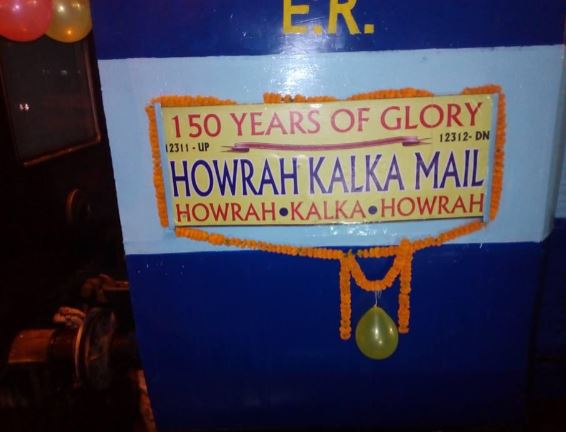 E.R.
150 YEARS OF GLORY
12311 - UP
12312- DN
HOWRAH KALKA MAIL
HOWRAH•KALKA•HOWRAH